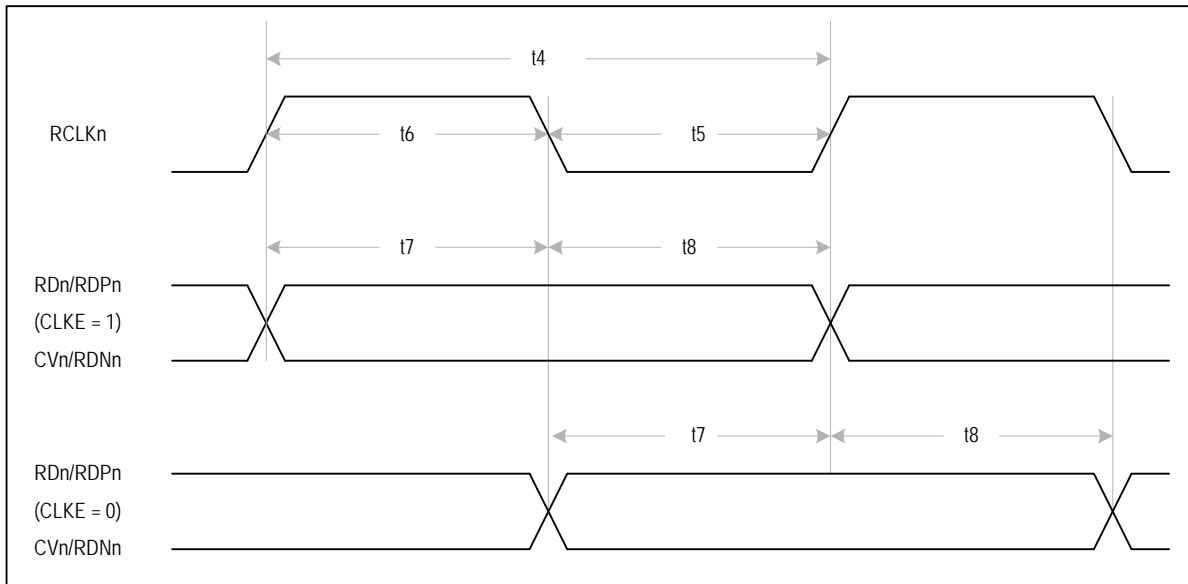 t4
RCLKn
t6
t5
t7
t8
RDn/RDPn
(CLKE = 1)
CVn/RDNn
t7
t8
RDn/RDPn
(CLKE = 0)
CVn/RDNn